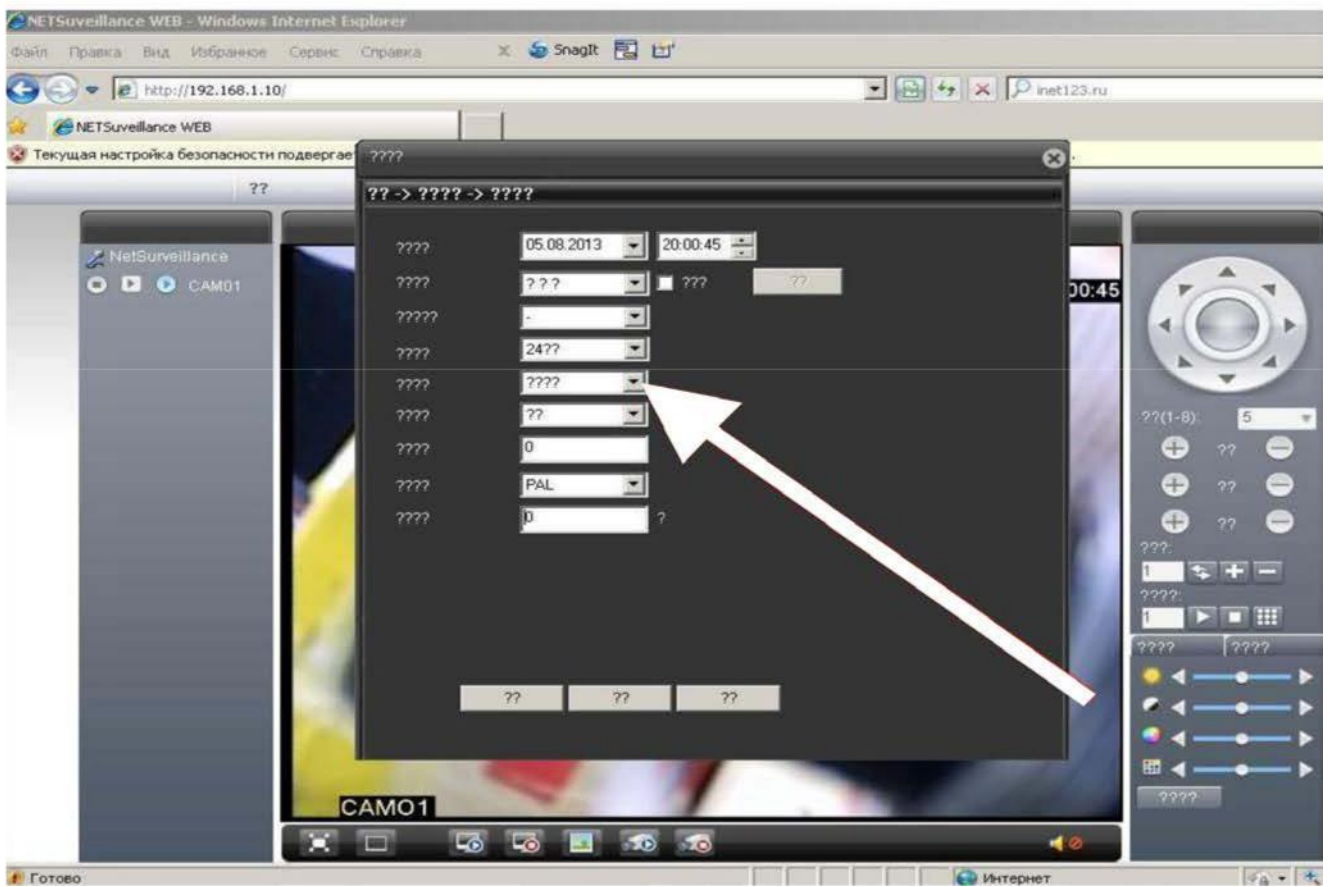 NETSuveillance WEB - Windows Internet Explorer
Файл Правка Вид Избранное Сервис Справка X SnagIt
http://192.168.1.10/ inet123.ru
NETSuveillance WEB
Текущая настройка безопасности подвергае
????
??
?? -> ???? -> ????
NetSurveillance
CAM01
???? 05.08.2013 20:00:45
???? ? ? ? ??? ??
00:45
????? -
???? 24??
???? ????
???? ??
???? 0
???? PAL
???? 0 ?
??(1-8): 5
??
??
??
???:
1
????:
1
???? ????
????
?? ?? ??
CAM01
Готово Интернет